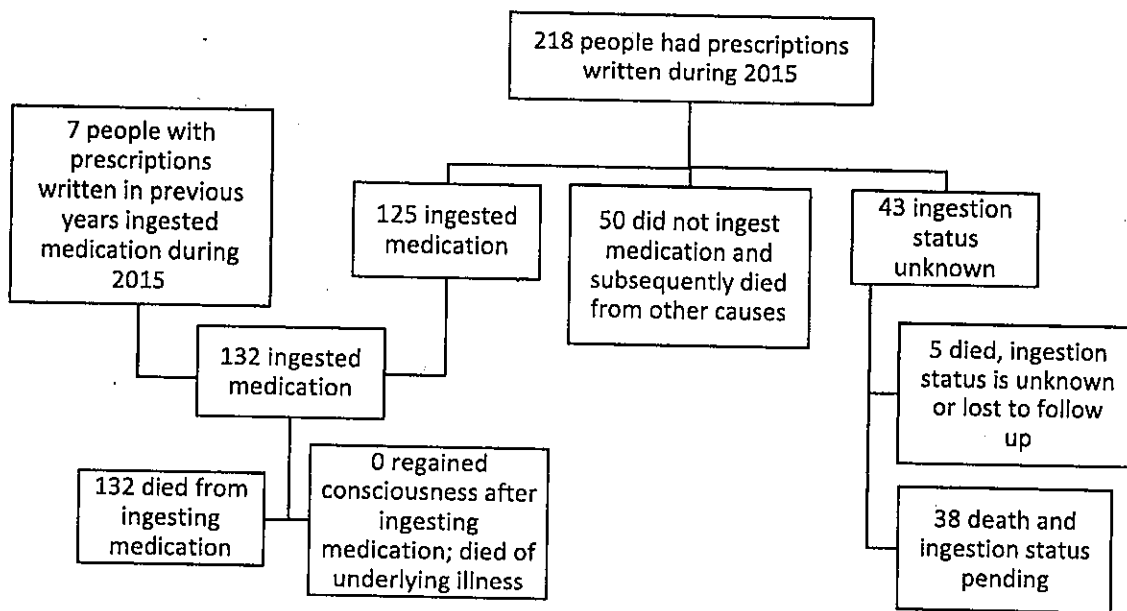 218 people had prescriptions
written during 2015
7 people with
prescriptions
written in previous
years ingested
medication during
2015
125 ingested
medication
50 did not ingest
medication and
subsequently died
from other causes
43 ingestion
status
unknown
132 ingested
medication
5 died, ingestion
status is unknown
or lost to follow
up
132 died from
ingesting
medication
0 regained
consciousness after
ingesting
medication; died of
underlying illness
38 death and
ingestion status
pending